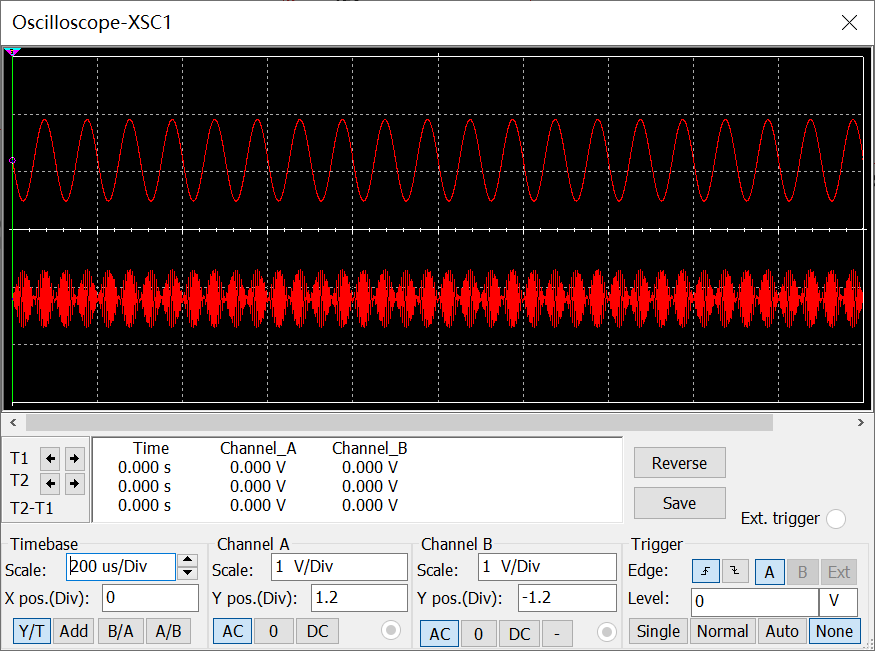 Oscilloscope-XSC1
Time Channel_A Channel_B
T1 0.000 s 0.000 V 0.000 V
T2 0.000 s 0.000 V 0.000 V
T2-T1 0.000 s 0.000 V 0.000 V
Reverse
Save
Ext. trigger
Timebase
Scale: 200 us/Div
X pos.(Div): 0
Y/T Add B/A A/B
Channel A
Scale: 1 V/Div
Y pos.(Div): 1.2
AC 0 DC
Channel B
Scale: 1 V/Div
Y pos.(Div): -1.2
AC 0 DC -
Trigger
Edge: A B Ext
Level: 0 V
Single Normal Auto None